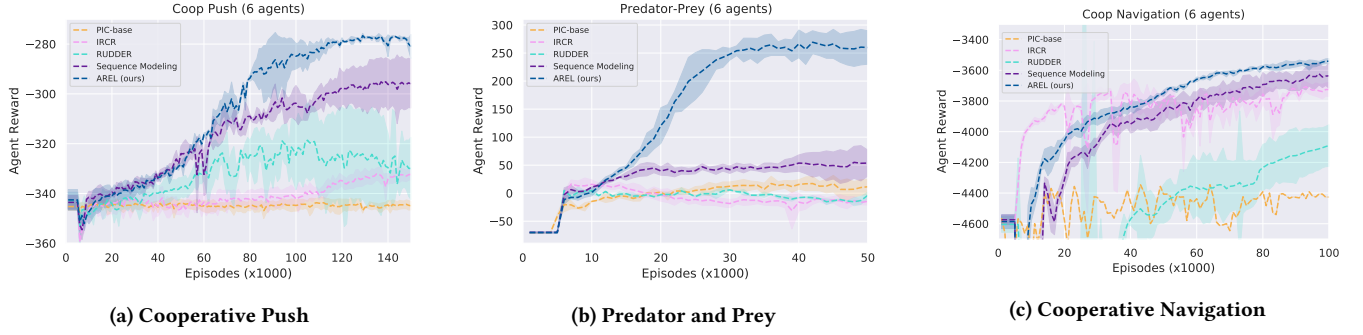 Coop Push (6 agents)
PIC-base
IRCR
RUDDER
Sequence Modeling
AREL (ours)
Agent Reward
−280
−300
−320
−340
−360
0
20
40
60
80
100
120
140
Episodes (x1000)
(a) Cooperative Push
Predator-Prey (6 agents)
PIC-base
IRCR
RUDDER
Sequence Modeling
AREL (ours)
Agent Reward
300
250
200
150
100
50
0
−50
0
10
20
30
40
50
Episodes (x1000)
(b) Predator and Prey
Coop Navigation (6 agents)
PIC-base
IRCR
RUDDER
Sequence Modeling
AREL (ours)
Agent Reward
−3400
−3600
−3800
−4000
−4200
−4400
−4600
0
20
40
60
80
100
Episodes (x1000)
(c) Cooperative Navigation